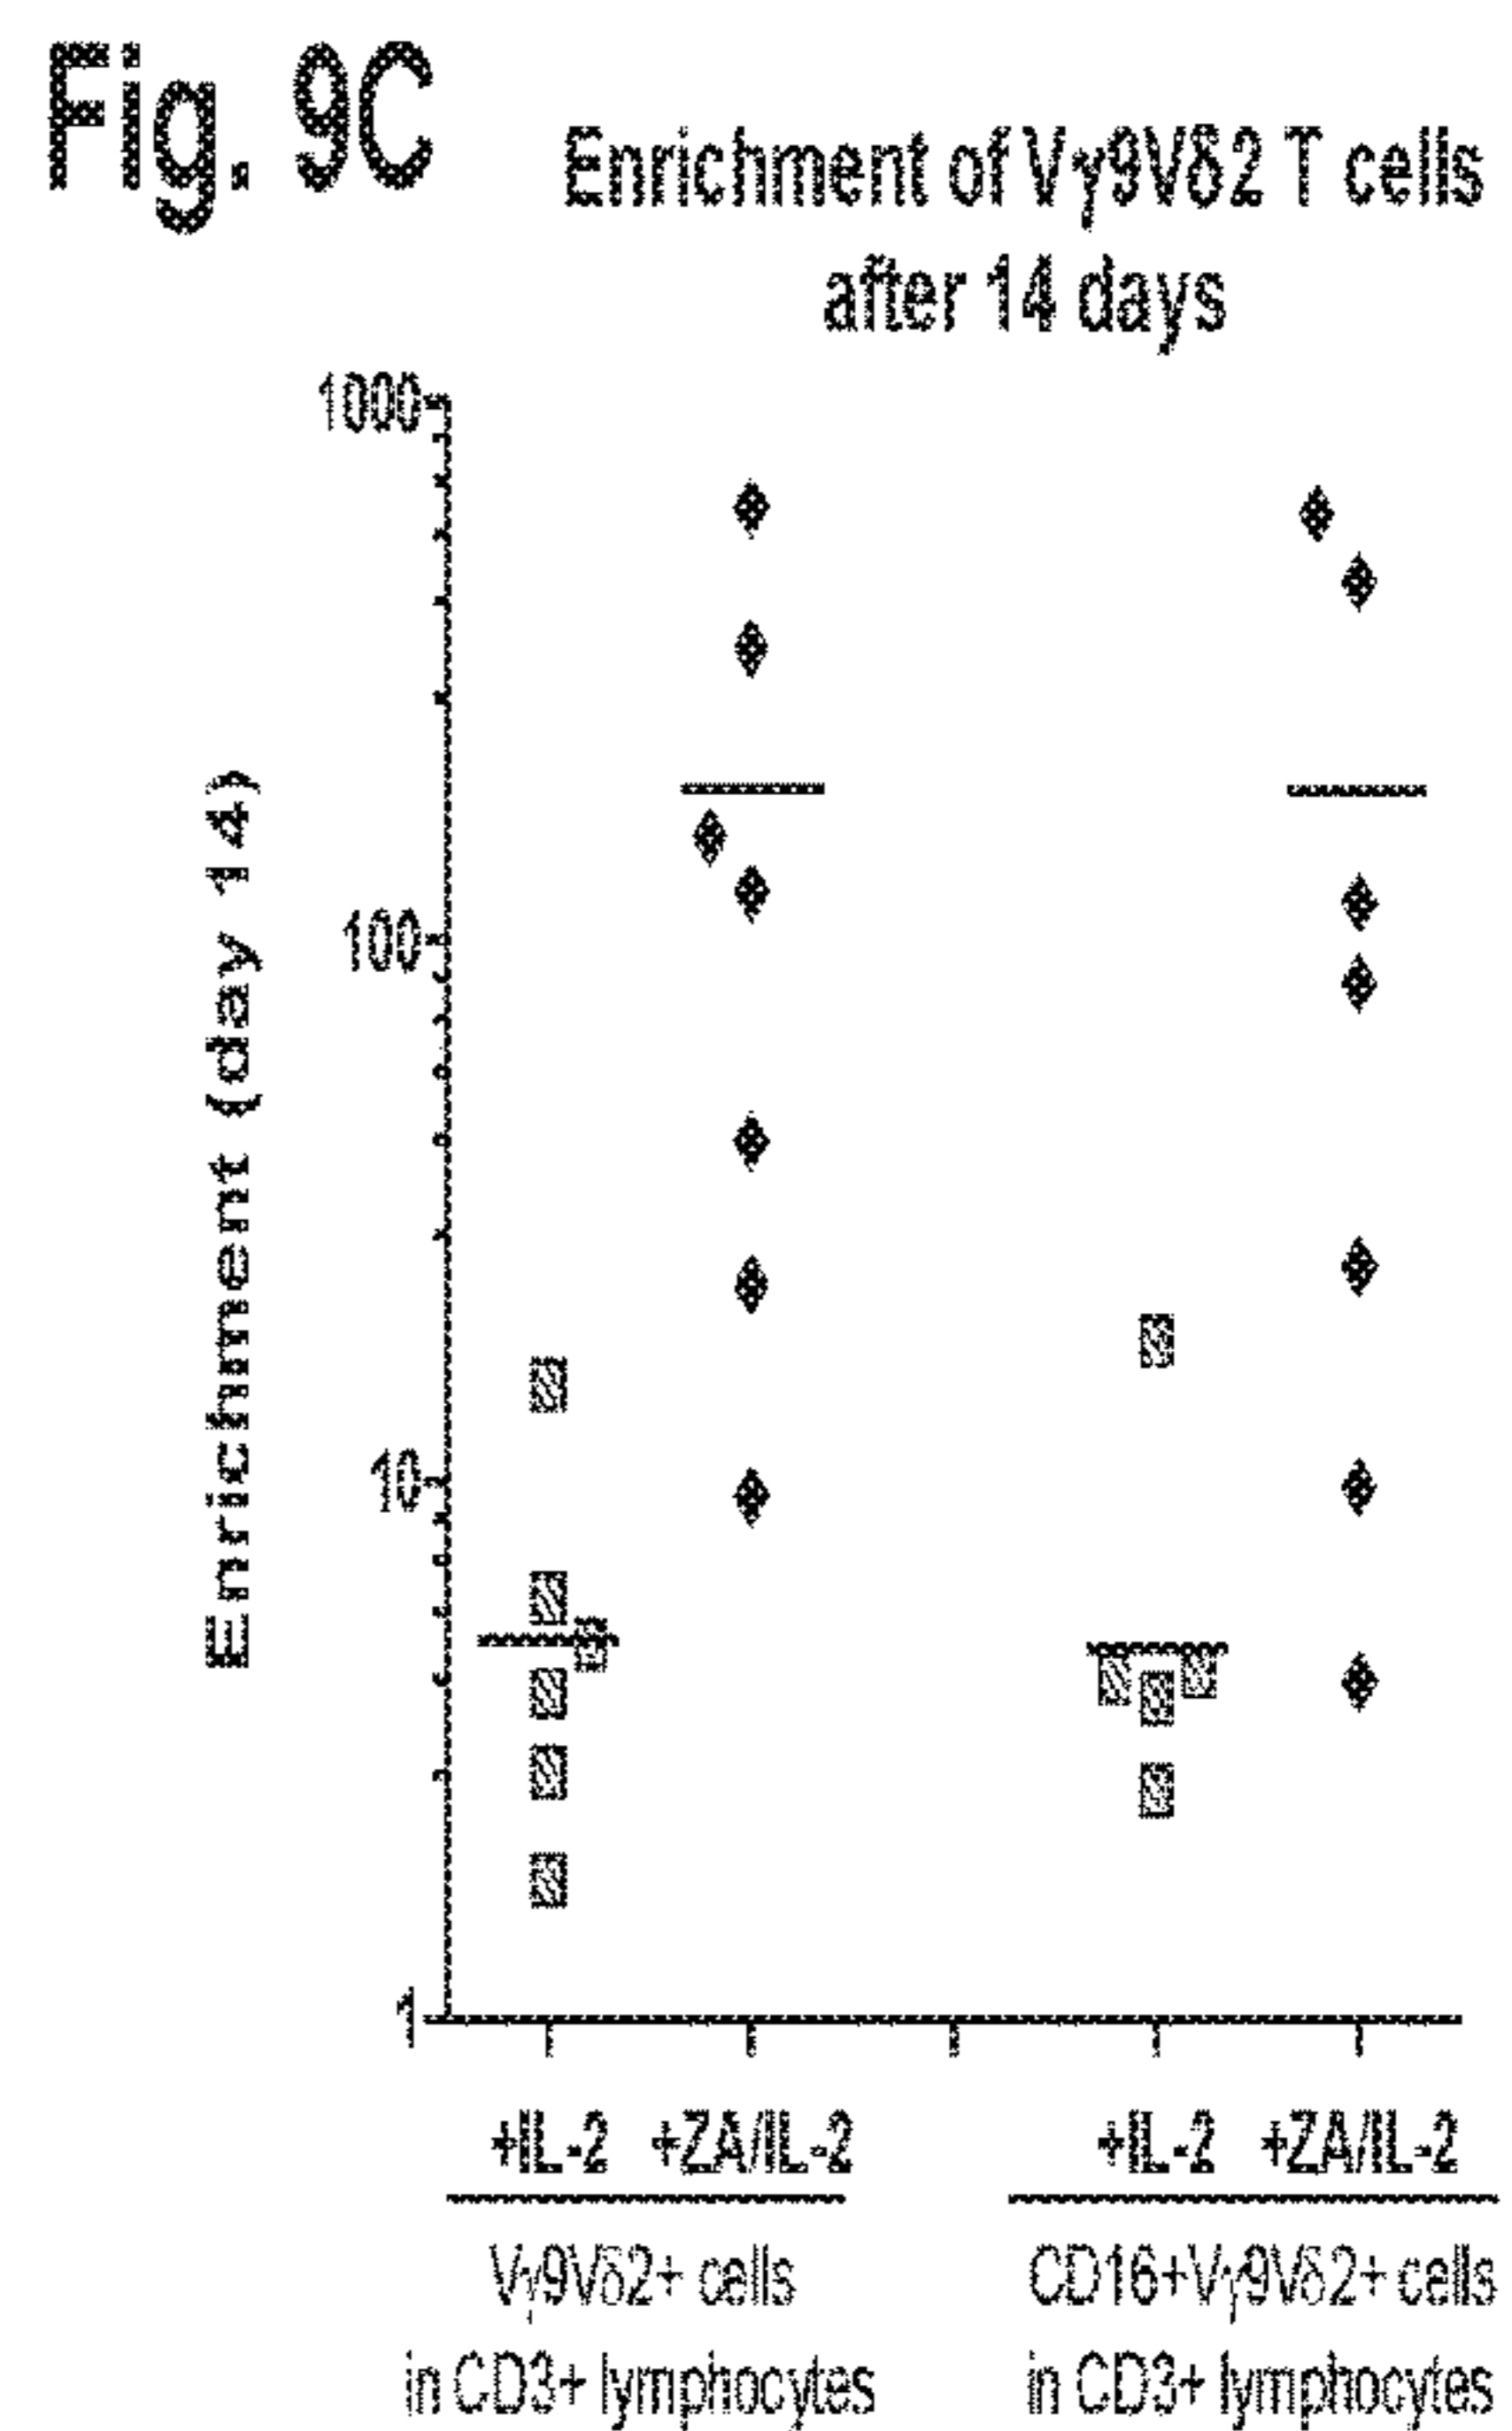 Fig. 9C
Enrichment of Vγ9Vδ2 T cells
after 14 days
1000
100
10
1
Enrichment (day 14)
+IL-2 +ZA/IL-2 +IL-2 +ZA/IL-2
Vγ9Vδ2+ cells
in CD3+ lymphocytes
CD16+Vγ9Vδ2+ cells
in CD3+ lymphocytes